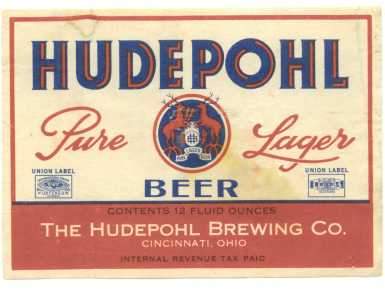 HUDEPOHL
Pure Lager
BEER
UNION LABEL
UNION LABEL
CONTENTS 12 FLUID OUNCES
THE HUDEPOHL BREWING CO.
CINCINNATI, OHIO
INTERNAL REVENUE TAX PAID